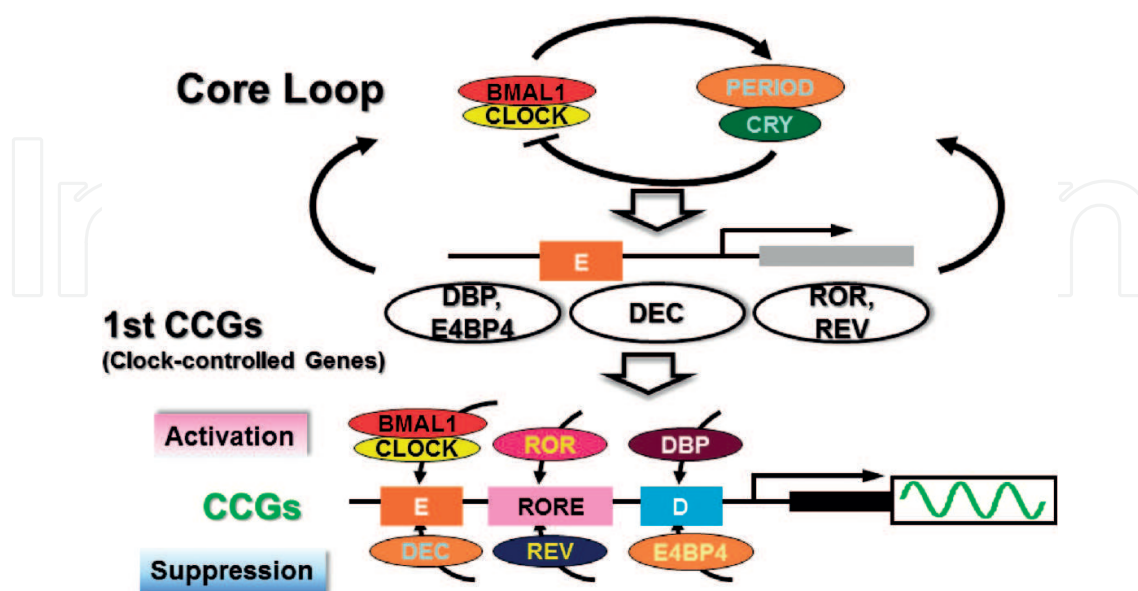 Core Loop
BMAL1
CLOCK
PERIOD
CRY
E
DBP,
E4BP4
DEC
ROR,
REV
1st CCGs
(Clock-controlled Genes)
Activation
BMAL1
CLOCK
ROR
DBP
CCGs
E
RORE
D
DEC
REV
E4BP4
Suppression